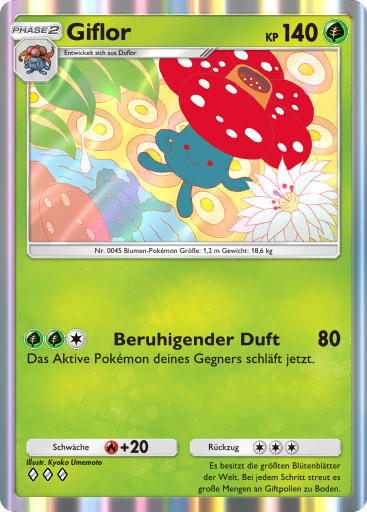 PHASE 2
Giflor
KP 140
Entwickelt sich aus Duflor
Nr. 0045 Blumen-Pokémon Größe: 1,2 m Gewicht: 18,6 kg
Beruhigender Duft 80
Das Aktive Pokémon deines Gegners schläft jetzt.
Schwäche +20 Rückzug
Illustr. Kyoko Umemoto
Es besitzt die größten Blütenblätter
der Welt. Bei jedem Schritt streut es
große Mengen an Giftpollen zu Boden.